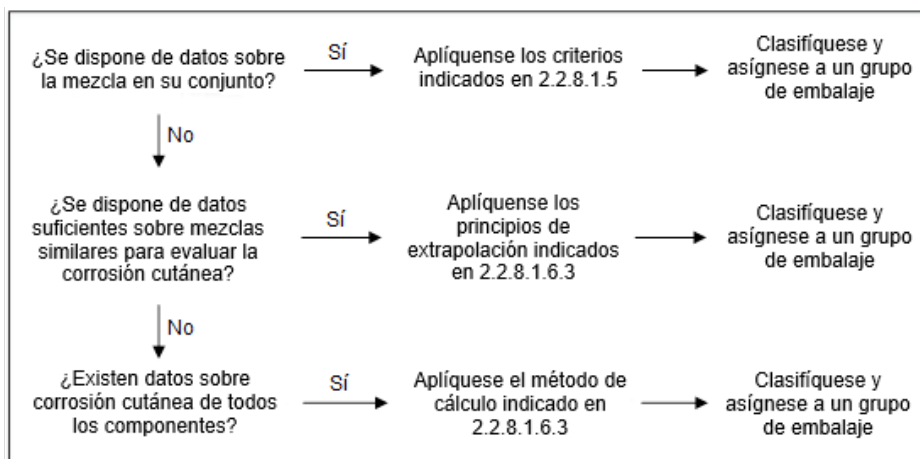 ¿Se dispone de datos sobre
la mezcla en su conjunto?
Sí
Aplíquense los criterios
indicados en 2.2.8.1.5
Clasifíquese y
asígnese a un grupo
de embalaje
No
¿Se dispone de datos
suficientes sobre mezclas
similares para evaluar la
corrosión cutánea?
Sí
Aplíquense los
principios de
extrapolación indicados
en 2.2.8.1.6.3
Clasifíquese y
asígnese a un grupo
de embalaje
No
¿Existen datos sobre
corrosión cutánea de todos
los componentes?
Sí
Aplíquese el método de
cálculo indicado en
2.2.8.1.6.3
Clasifíquese y
asígnese a un grupo
de embalaje